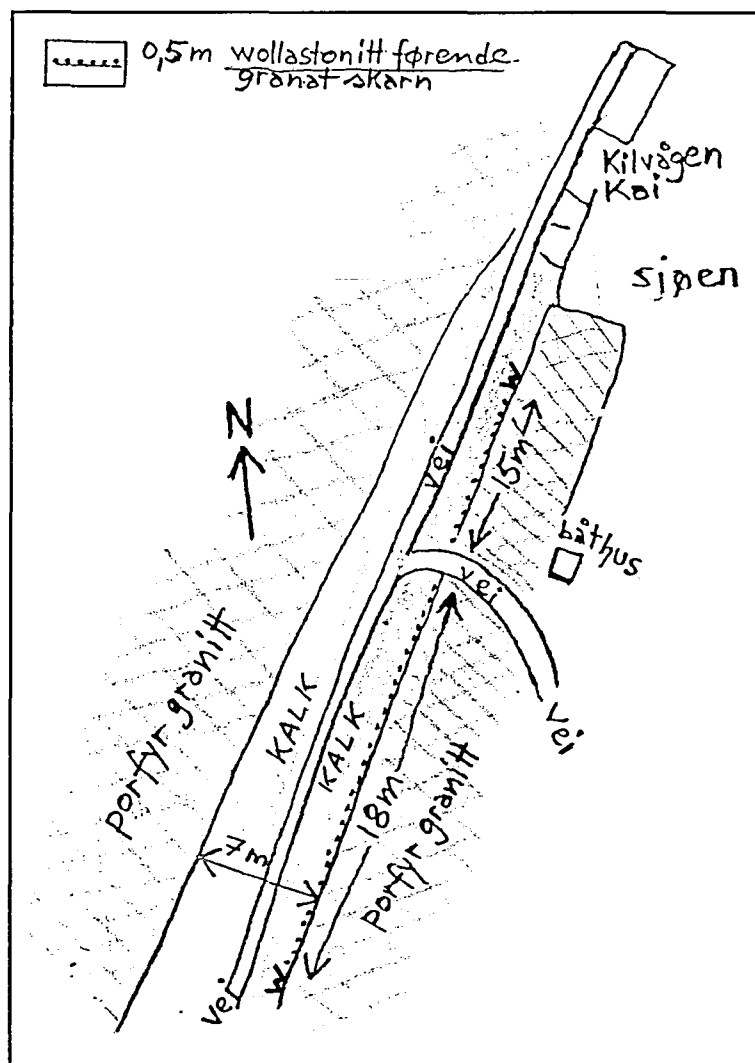 0,5m wollastonitt førende
granat skarn
Kilvågen
Kai
sjøen
N
W
vei
15m
båthus
vei
vei
porfyr granitt
KALK
KALK
18m
porfyr granitt
7m
W
vei